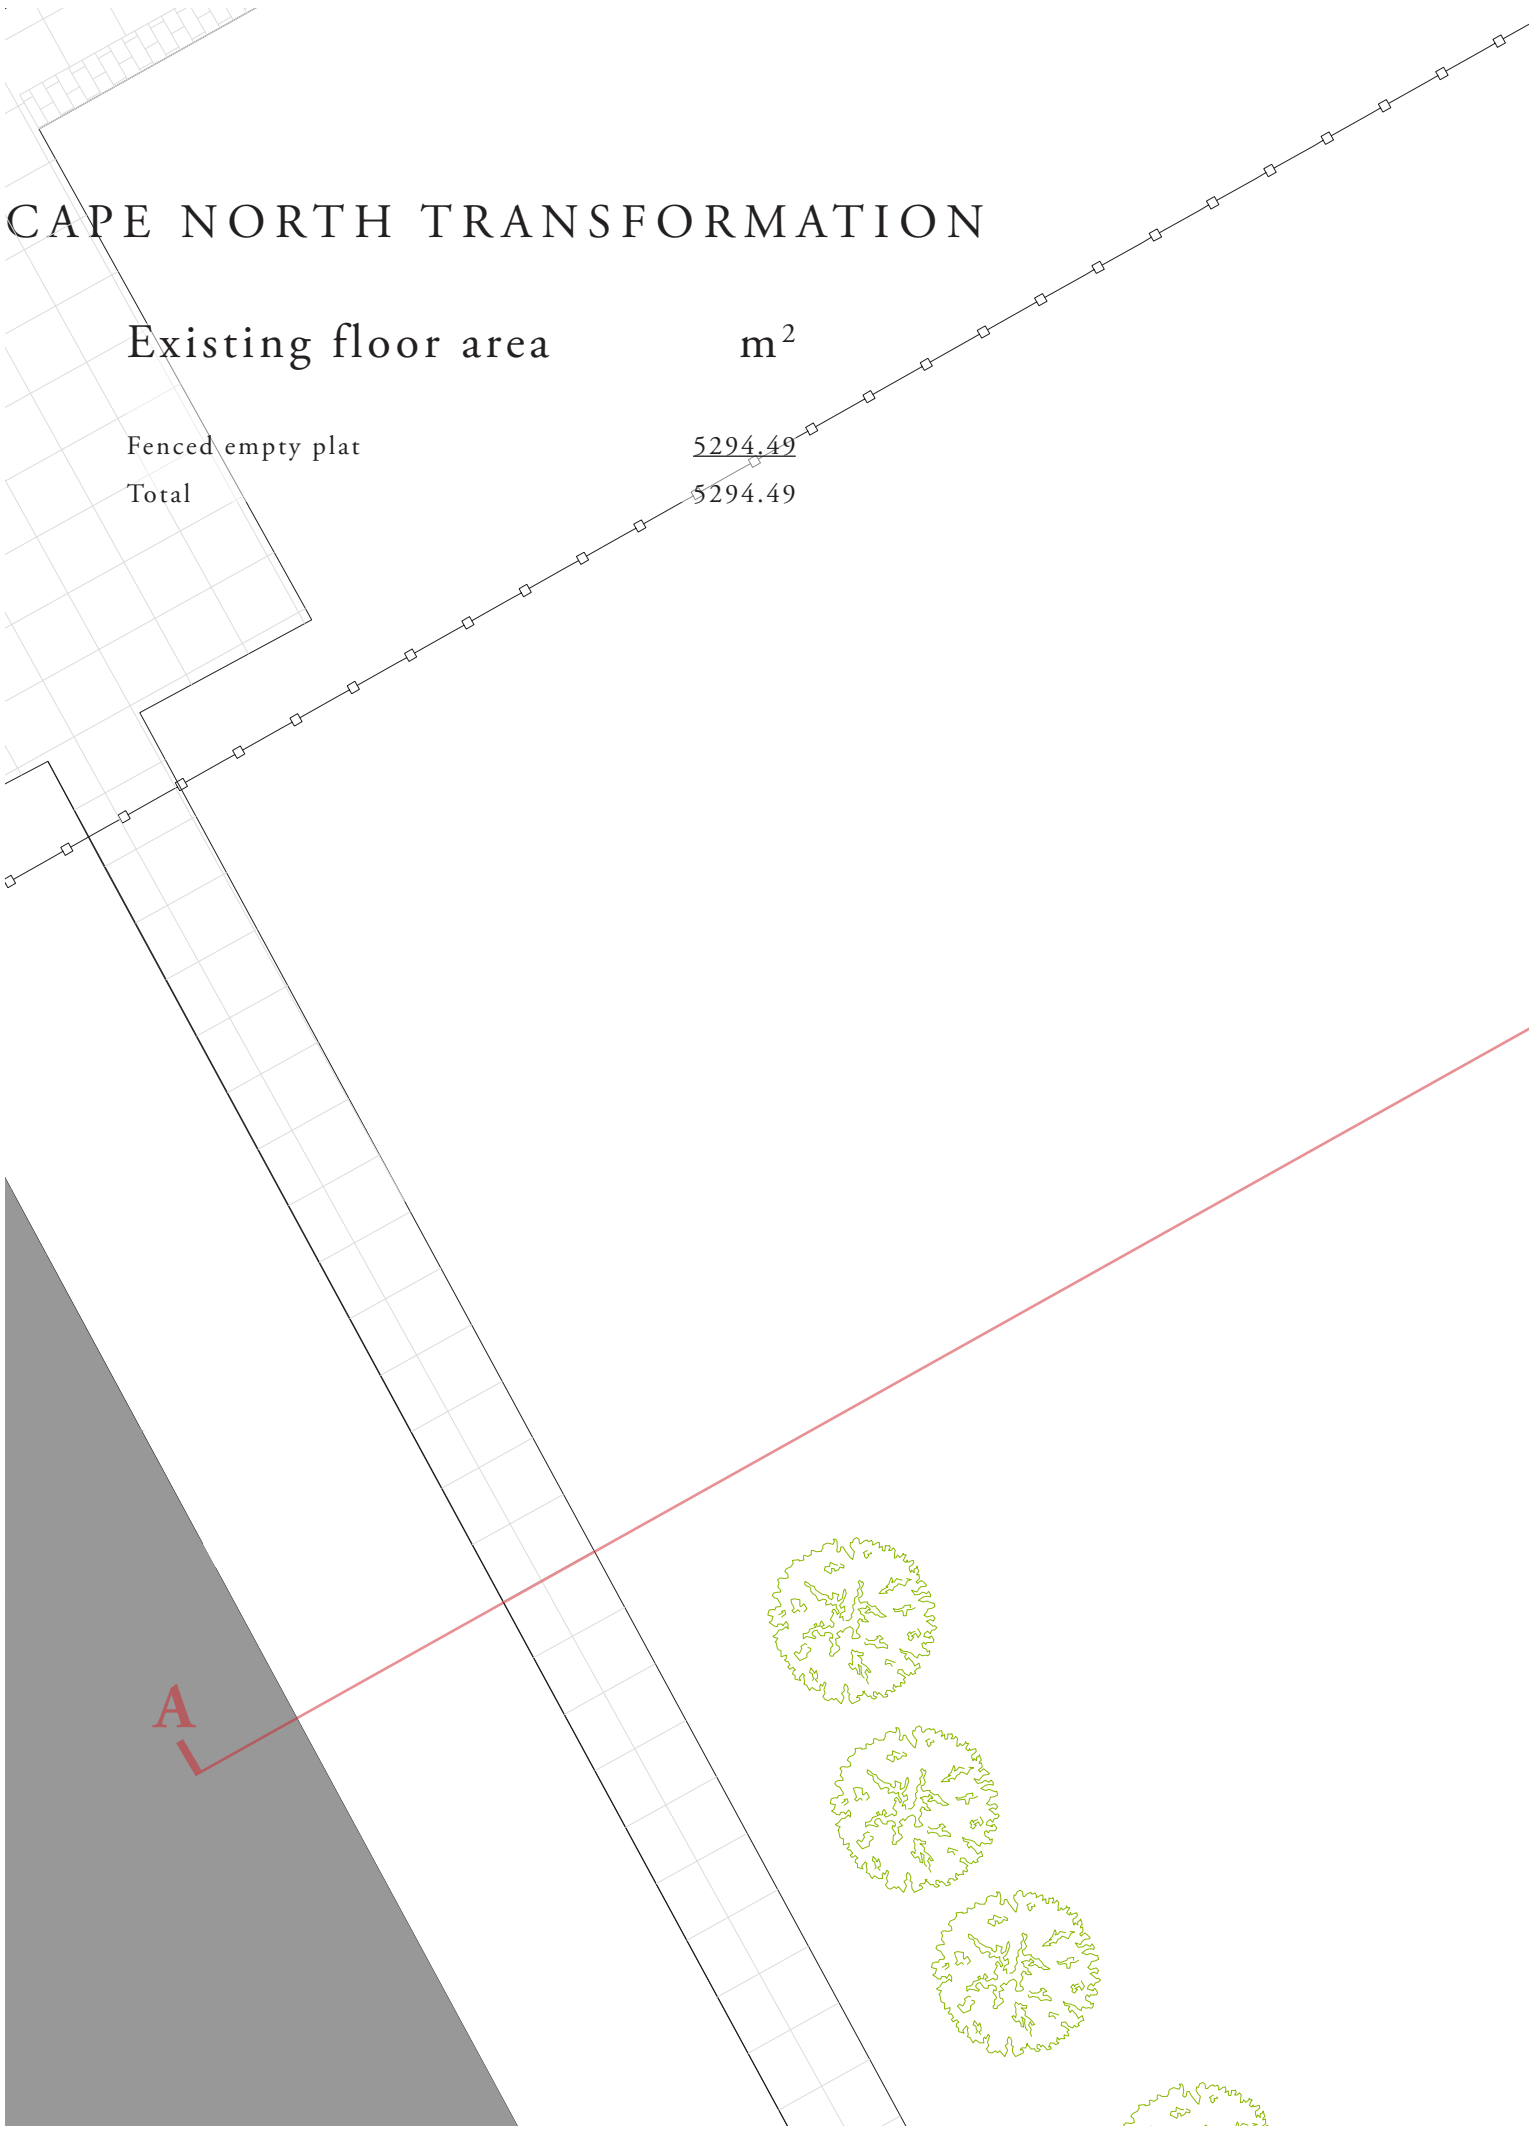 CAPE NORTH TRANSFORMATION
Existing floor area m²
Fenced empty plat 5294.49
Total 5294.49
A